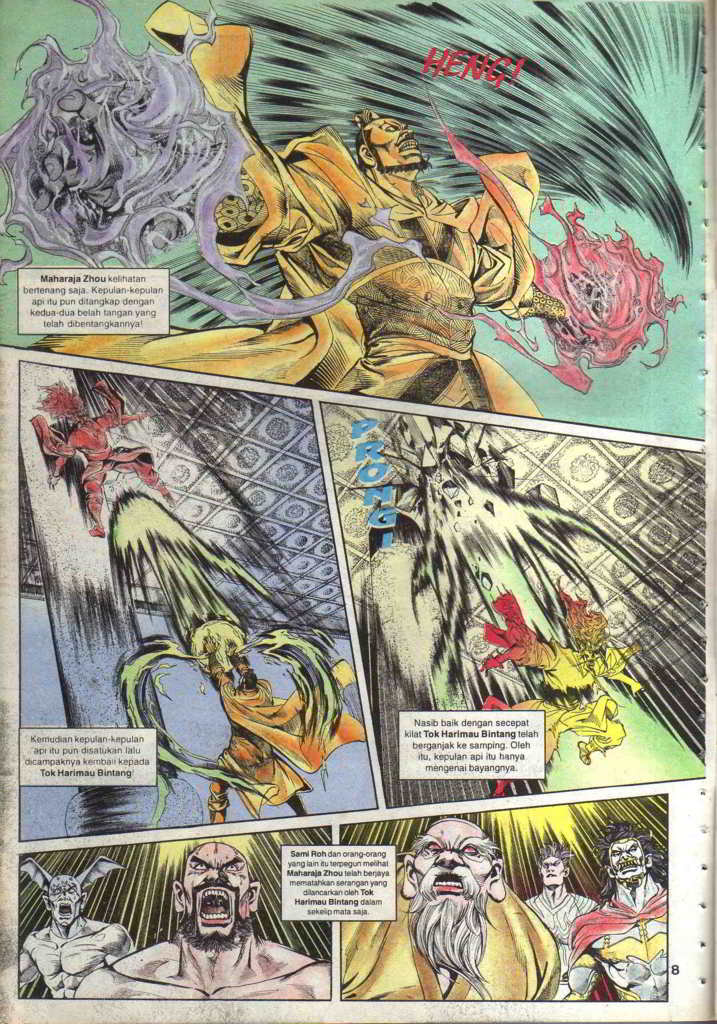 HENG!
Maharaja Zhou kelihatan
bertenang saja. Kepulan-kepulan
api itu pun ditangkap dengan
kedua-dua belah tangan yang
telah dibentangkannya!
Kemudian kepulan-kepulan
api itu pun disatukan lalu
dicampaknya kembali kepada
Tok Harimau Bintang!
PRONG!
Nasib baik dengan secepat
kilat Tok Harimau Bintang telah
berganjak ke samping. Oleh
itu, kepulan api itu hanya
mengenai bayangnya.
Sami Roh dan orang-orang
yang lain itu terpegun melihat
Maharaja Zhou telah berjaya
mematahkan serangan yang
dilancarkan oleh Tok
Harimau Bintang dalam
sekelip mata saja.
8